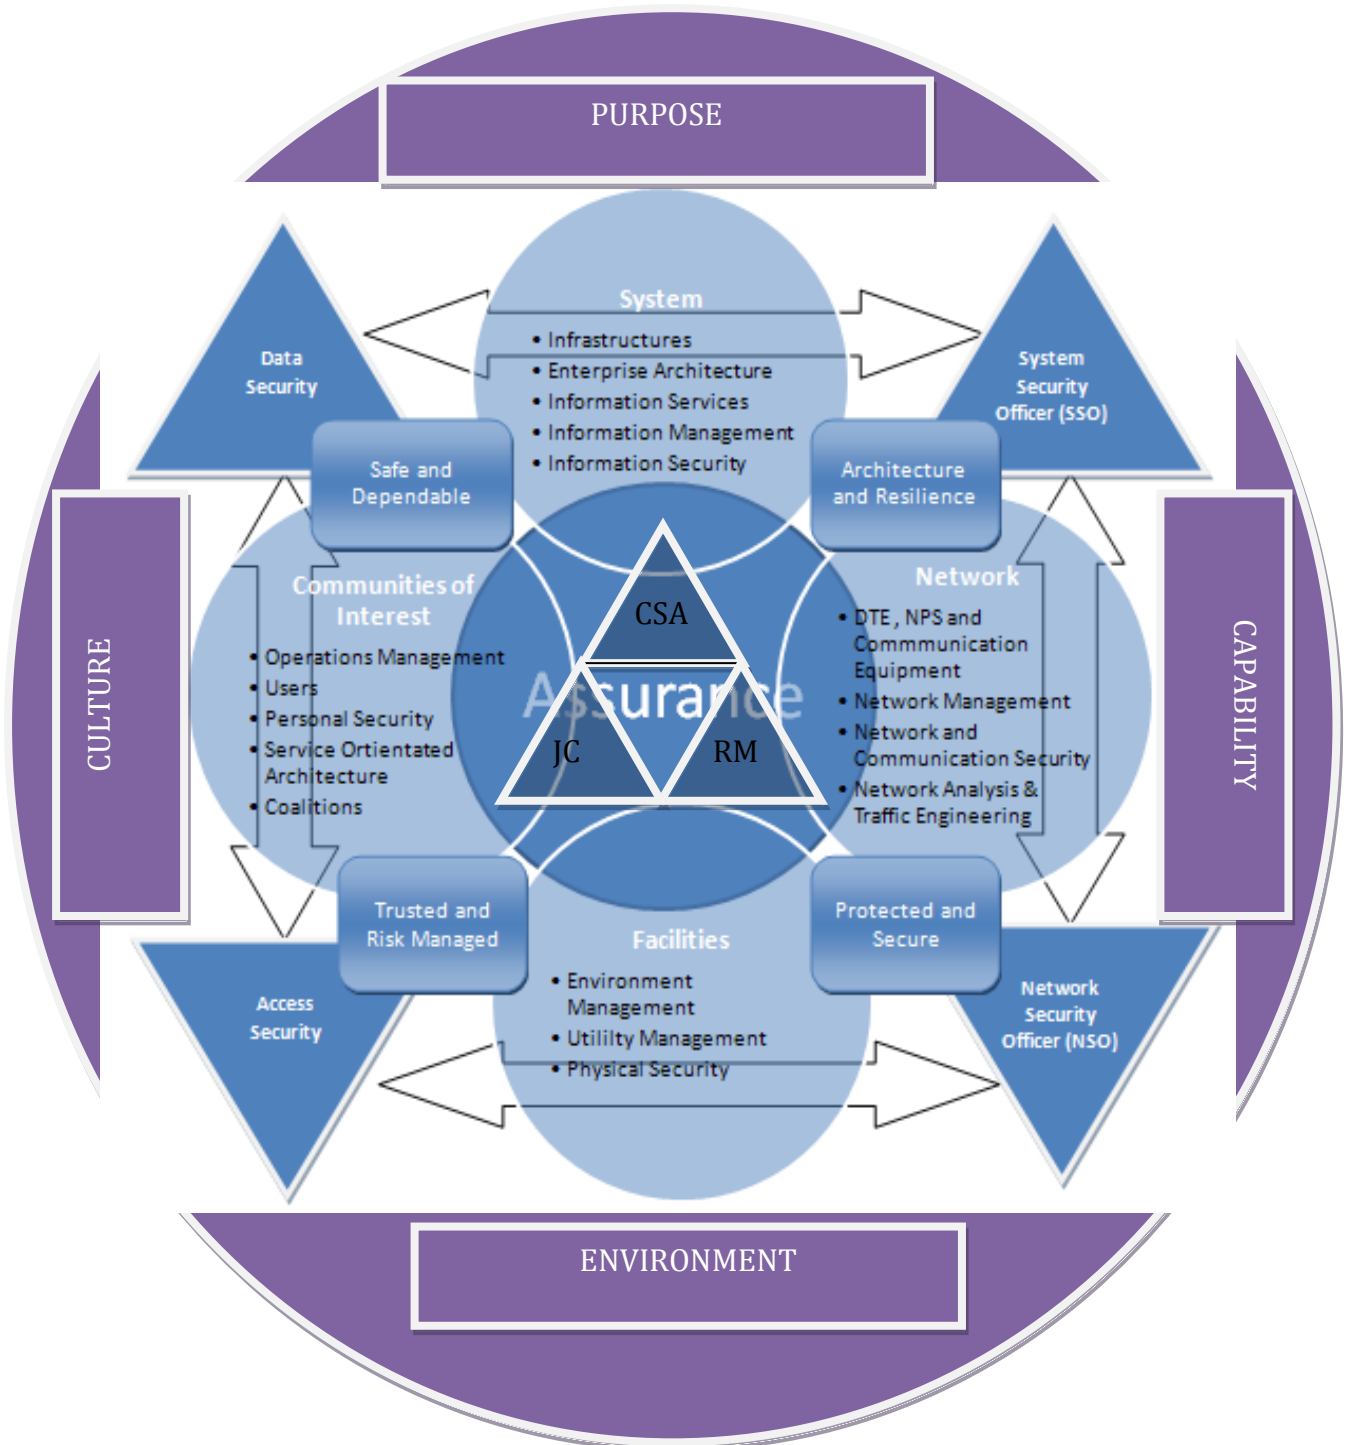 PURPOSE
System
• Infrastructures
• Enterprise Architecture
• Information Services
• Information Management
• Information Security
Data
Security
System
Security
Officer (SSO)
Safe and
Dependable
Architecture
and Resilience
CULTURE
Communities of
Interest
• Operations Management
• Users
• Personal Security
• Service Ortientated
Architecture
• Coalitions
CSA
Assurance
JC
RM
Network
• DTE, NPS and
Commmunication
Equipment
• Network Management
• Network and
Communication Security
• Network Analysis &
Traffic Engineering
CAPABILITY
Trusted and
Risk Managed
Protected and
Secure
Facilities
• Environment
Management
• Utililty Management
• Physical Security
Access
Security
Network
Security
Officer (NSO)
ENVIRONMENT